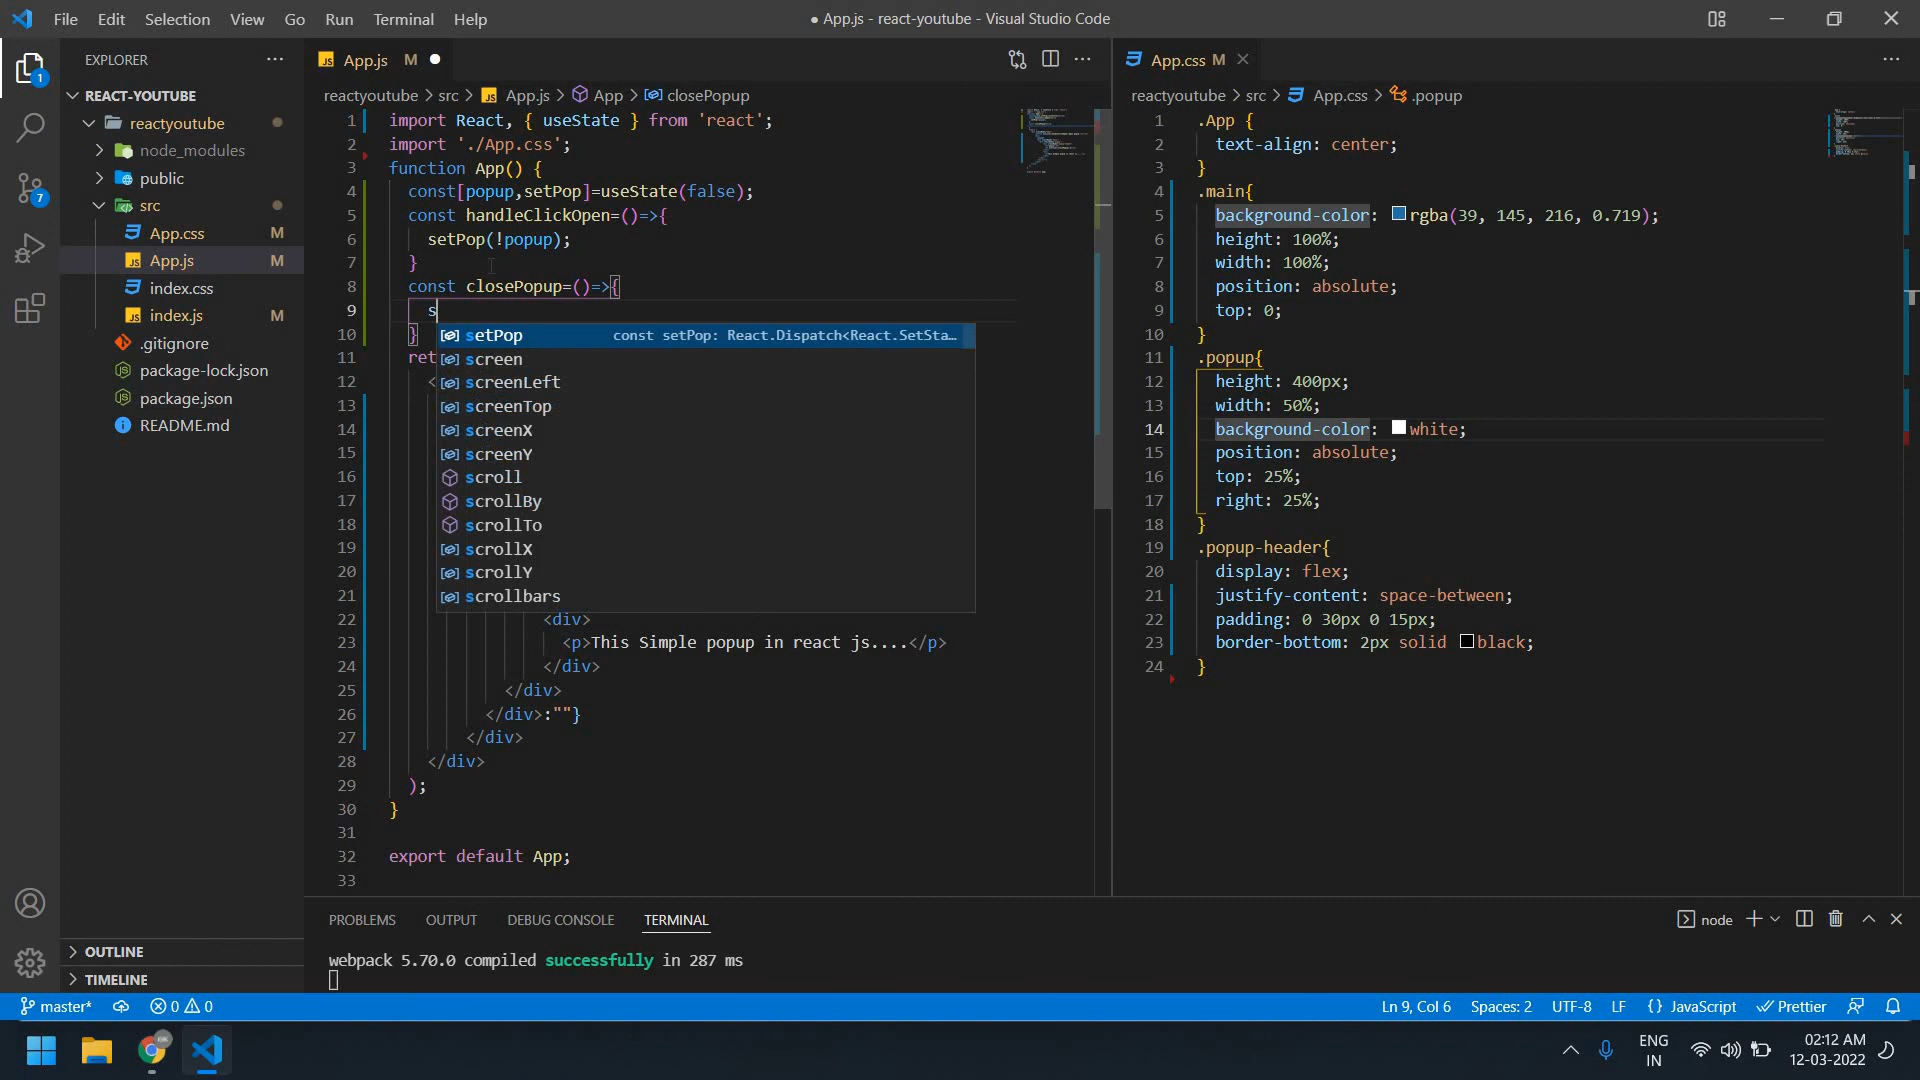 File Edit Selection View Go Run Terminal Help
● App.js - react-youtube - Visual Studio Code
EXPLORER
REACT-YOUTUBE
reactyoutube
node_modules
public
src
App.css M
App.js M
index.css
index.js M
.gitignore
package-lock.json
package.json
README.md
OUTLINE
TIMELINE
1
7
App.js M
reactyoutube > src > App.js > App > closePopup
1 import React, { useState } from 'react';
2 import './App.css';
3 function App() {
4 const[popup,setPop]=useState(false);
5 const handleClickOpen=()=>{
6 setPop(!popup);
7 }
8 const closePopup=()=>{
9 s
10 }
11 ret
12 <
13
14
15
16
17
18
19
20
21
setPop const setPop: React.Dispatch<React.SetSta…
screen
screenLeft
screenTop
screenX
screenY
scroll
scrollBy
scrollTo
scrollX
scrollY
scrollbars
22 <div>
23 <p>This Simple popup in react js....</p>
24 </div>
25 </div>
26 </div>:""}
27 </div>
28 </div>
29 );
30 }
31
32 export default App;
33
App.css M
reactyoutube > src > App.css > .popup
1 .App {
2 text-align: center;
3 }
4 .main{
5 background-color: rgba(39, 145, 216, 0.719);
6 height: 100%;
7 width: 100%;
8 position: absolute;
9 top: 0;
10 }
11 .popup{
12 height: 400px;
13 width: 50%;
14 background-color: white;
15 position: absolute;
16 top: 25%;
17 right: 25%;
18 }
19 .popup-header{
20 display: flex;
21 justify-content: space-between;
22 padding: 0 30px 0 15px;
23 border-bottom: 2px solid black;
24 }
PROBLEMS OUTPUT DEBUG CONSOLE TERMINAL
node
webpack 5.70.0 compiled successfully in 287 ms
master* 0 0
Ln 9, Col 6 Spaces: 2 UTF-8 LF {} JavaScript Prettier
ENG
IN
02:12 AM
12-03-2022